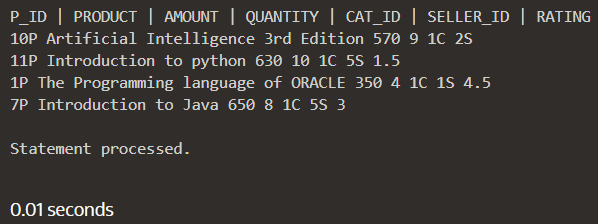 P_ID | PRODUCT | AMOUNT | QUANTITY | CAT_ID | SELLER_ID | RATING
10P Artificial Intelligence 3rd Edition 570 9 1C 2S
11P Introduction to python 630 10 1C 5S 1.5
1P The Programming language of ORACLE 350 4 1C 1S 4.5
7P Introduction to Java 650 8 1C 5S 3
Statement processed.
0.01 seconds